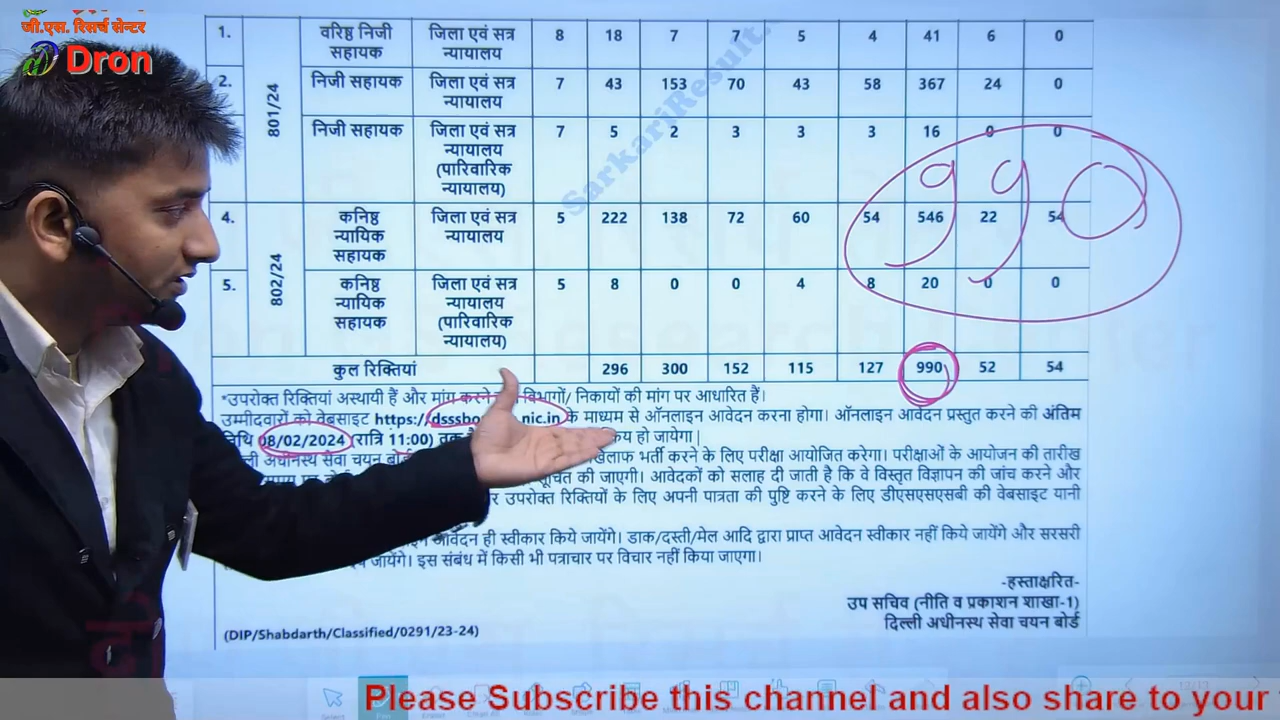 जी.एस. रिसर्च सेन्टर
Dron
1. वरिष्ठ निजी सहायक जिला एवं सत्र न्यायालय 8 18 7 7 5 4 41 6 0
801/24
2. निजी सहायक जिला एवं सत्र न्यायालय 7 43 153 70 43 58 367 24 0
निजी सहायक जिला एवं सत्र न्यायालय (पारिवारिक न्यायालय) 7 5 2 3 3 3 16 0 0
990
4. कनिष्ठ न्यायिक सहायक जिला एवं सत्र न्यायालय 5 222 138 72 60 54 546 22 54
802/24
5. कनिष्ठ न्यायिक सहायक जिला एवं सत्र न्यायालय (पारिवारिक न्यायालय) 5 8 0 0 4 8 20 0 0
कुल रिक्तियां 296 300 152 115 127 990 52 54
SarkariResult.
*उपरोक्त रिक्तियां अस्थायी हैं और मांग विभागों/ निकायों की मांग पर आधारित हैं।
उम्मीदवारों को वेबसाइट https://dsssbo nic.in के माध्यम से ऑनलाइन आवेदन करना होगा। ऑनलाइन आवेदन प्रस्तुत करने की अंतिम
तिथि 08/02/2024 (रात्रि 11:00) तक हो जायेगा|
अधीनस्थ सेवा चयन बोर्ड खिलाफ भर्ती करने के लिए परीक्षा आयोजित करेगा। परीक्षाओं के आयोजन की तारीख
की जाएगी। आवेदकों को सलाह दी जाती है कि वे विस्तृत विज्ञापन की जांच करने और
उपरोक्त रिक्तियों के लिए अपनी पात्रता की पुष्टि करने के लिए डीएसएसएसबी की वेबसाइट यानी
आवेदन ही स्वीकार किये जायेंगे। डाक/दस्ती/मेल आदि द्वारा प्राप्त आवेदन स्वीकार नहीं किये जायेंगे और सरसरी
जायेंगे। इस संबंध में किसी भी पत्राचार पर विचार नहीं किया जाएगा।
-हस्ताक्षरित-
उप सचिव (नीति व प्रकाशन शाखा-1)
दिल्ली अधीनस्थ सेवा चयन बोर्ड
(DIP/Shabdarth/Classified/0291/23-24)
Please Subscribe this channel and also share to your